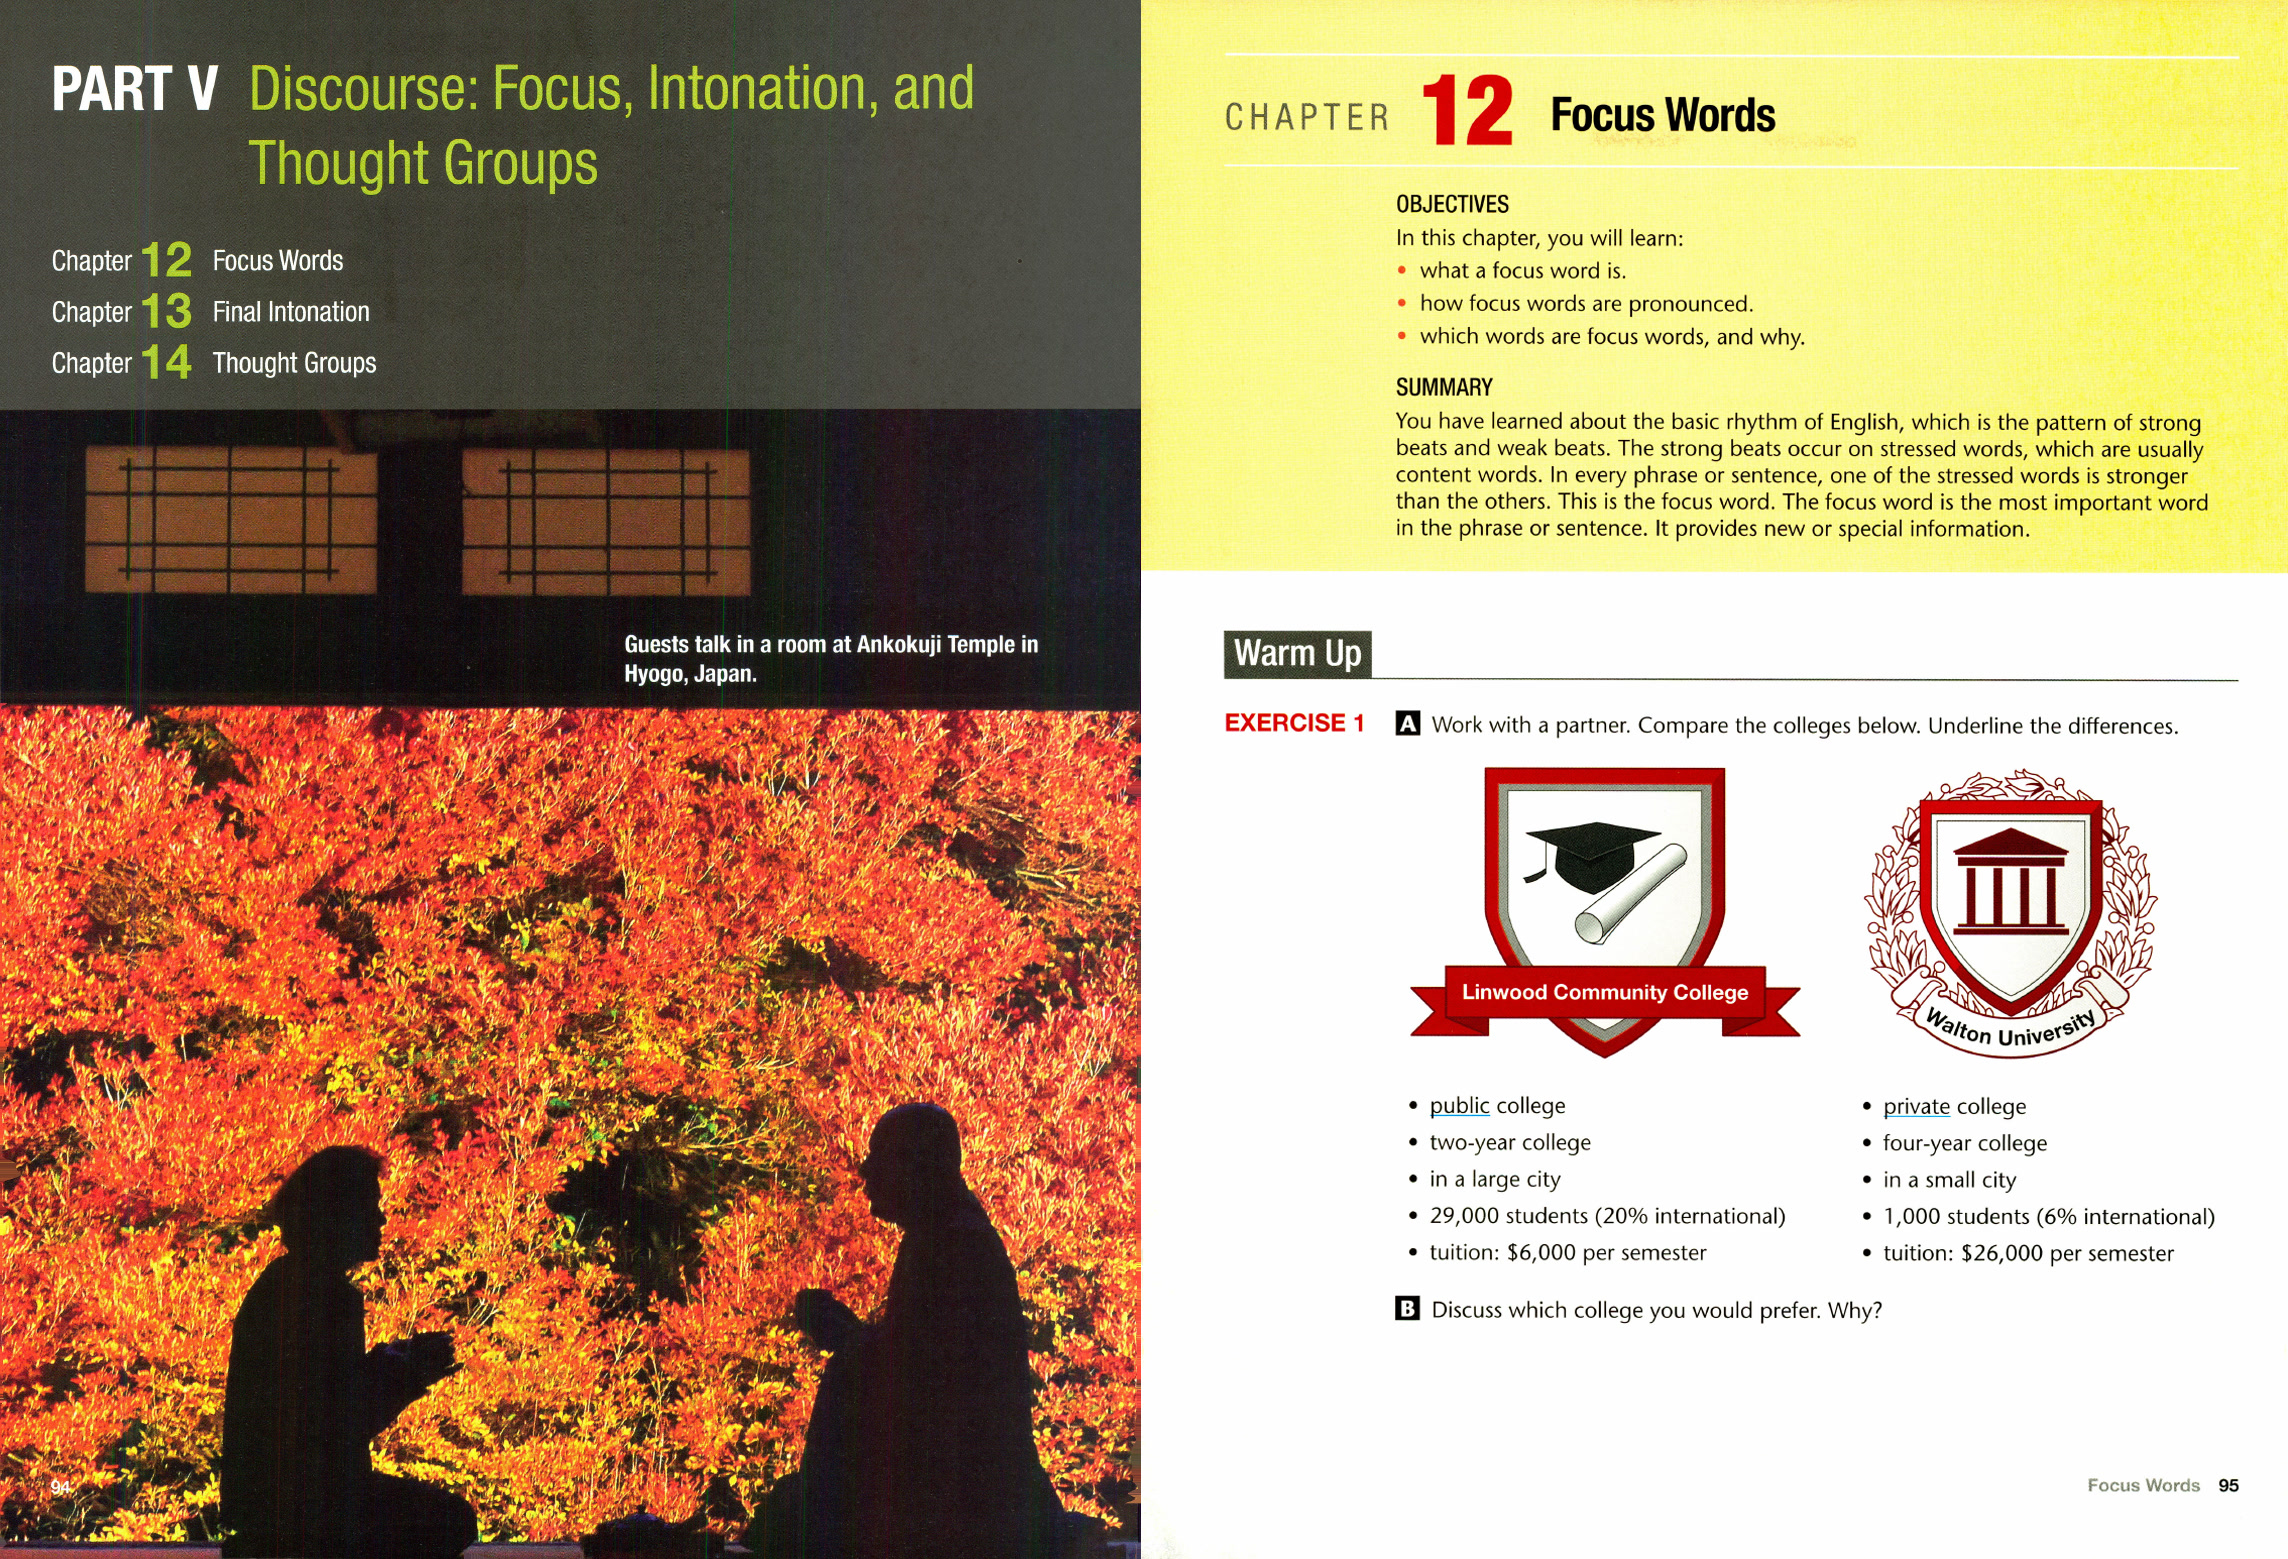 PART V Discourse: Focus, Intonation, and
Thought Groups
Chapter 12 Focus Words
Chapter 13 Final Intonation
Chapter 14 Thought Groups
Guests talk in a room at Ankokuji Temple in
Hyogo, Japan.
94
CHAPTER 12 Focus Words
OBJECTIVES
In this chapter, you will learn:
• what a focus word is.
• how focus words are pronounced.
• which words are focus words, and why.
SUMMARY
You have learned about the basic rhythm of English, which is the pattern of strong
beats and weak beats. The strong beats occur on stressed words, which are usually
content words. In every phrase or sentence, one of the stressed words is stronger
than the others. This is the focus word. The focus word is the most important word
in the phrase or sentence. It provides new or special information.
Warm Up
EXERCISE 1 A Work with a partner. Compare the colleges below. Underline the differences.
Linwood Community College
• public college
• two-year college
• in a large city
• 29,000 students (20% international)
• tuition: $6,000 per semester
Walton University
• private college
• four-year college
• in a small city
• 1,000 students (6% international)
• tuition: $26,000 per semester
B Discuss which college you would prefer. Why?
Focus Words 95